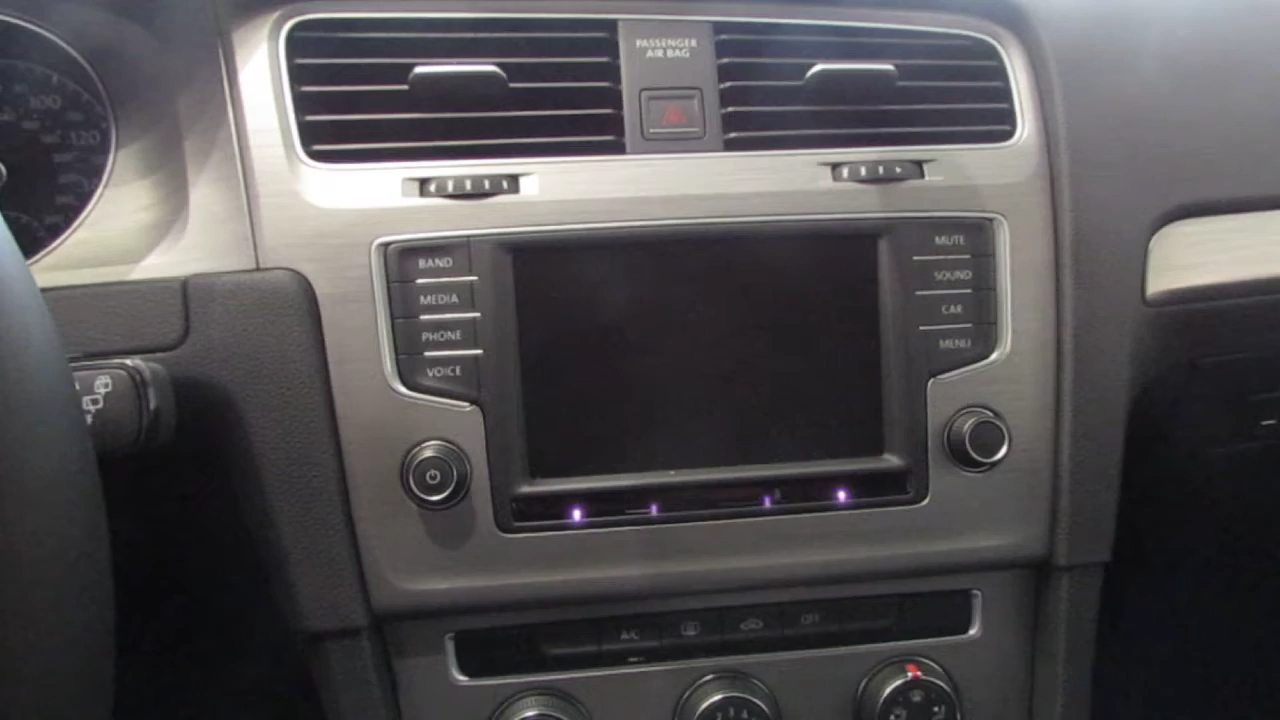 100
120
PASSENGER
AIR BAG
BAND
MEDIA
PHONE
VOICE
MUTE
SOUND
CAR
MENU
A/C
OFF